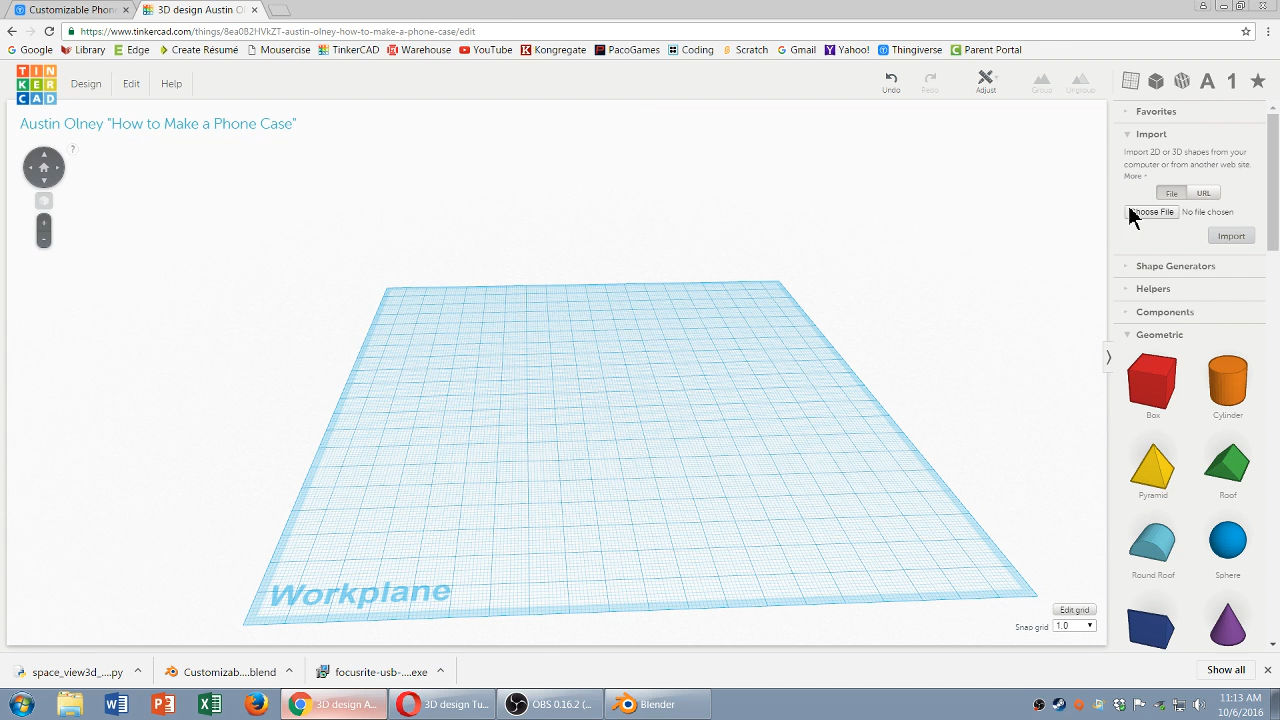 Customizable Phon
3D design Austin O
https://www.tinkercad.com/things/8ea0B2HVkZT-austin-olney-how-to-make-a-phone-case/edit
Google Library Edge Create Résumé Mousercise TinkerCAD Warehouse YouTube Kongregate PacoGames Coding Scratch Gmail Yahoo! Thingiverse Parent Portal
TIN
KER
CAD
Design Edit Help
Undo Redo Adjust Group Ungroup
Austin Olney "How to Make a Phone Case"
?
Favorites
Import
Import 2D or 3D shapes from your
computer or from another web site.
More
File URL
Choose File No file chosen
Import
Shape Generators
Helpers
Components
Geometric
Box Cylinder
Pyramid Roof
Round Roof Sphere
Workplane
Edit grid
Snap grid 1.0
space_view3d_....py
Customizab....blend
focusrite-usb-....exe
Show all
3D design A...
3D design Tu...
OBS 0.16.2 (...
Blender
11:13 AM
10/6/2016